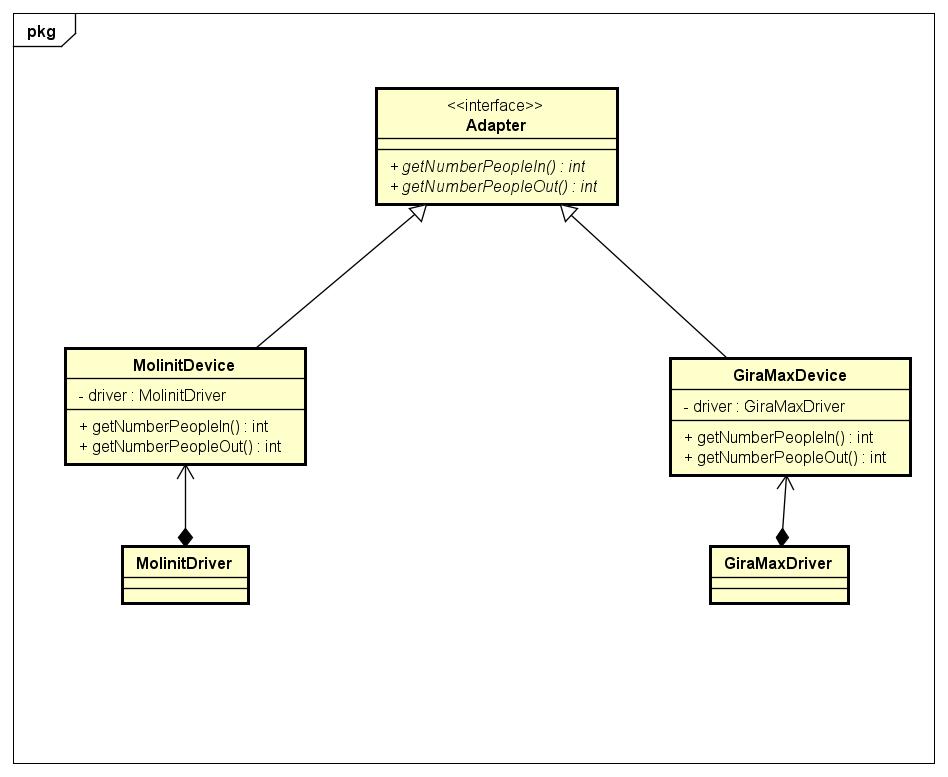 pkg
<<interface>>
Adapter
+ getNumberPeopleIn() : int
+ getNumberPeopleOut() : int
MolinitDevice
- driver : MolinitDriver
+ getNumberPeopleIn() : int
+ getNumberPeopleOut() : int
GiraMaxDevice
- driver : GiraMaxDriver
+ getNumberPeopleIn() : int
+ getNumberPeopleOut() : int
MolinitDriver
GiraMaxDriver